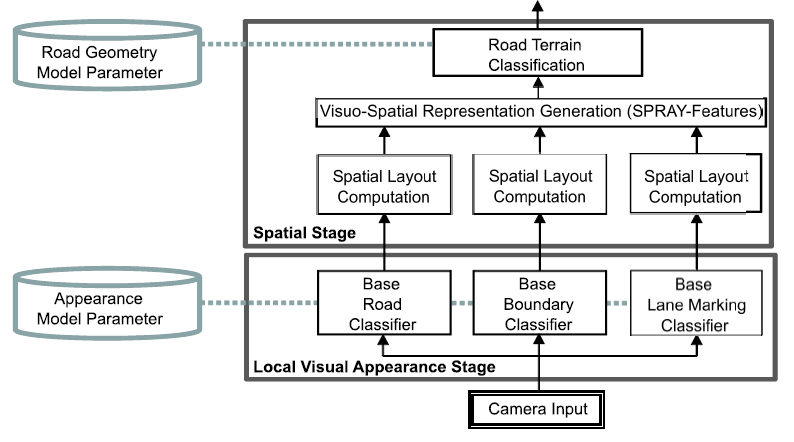 Road Geometry
Model Parameter
Road Terrain
Classification
Visuo-Spatial Representation Generation (SPRAY-Features)
Spatial Layout
Computation
Spatial Layout
Computation
Spatial Layout
Computation
Spatial Stage
Appearance
Model Parameter
Base
Road
Classifier
Base
Boundary
Classifier
Base
Lane Marking
Classifier
Local Visual Appearance Stage
Camera Input